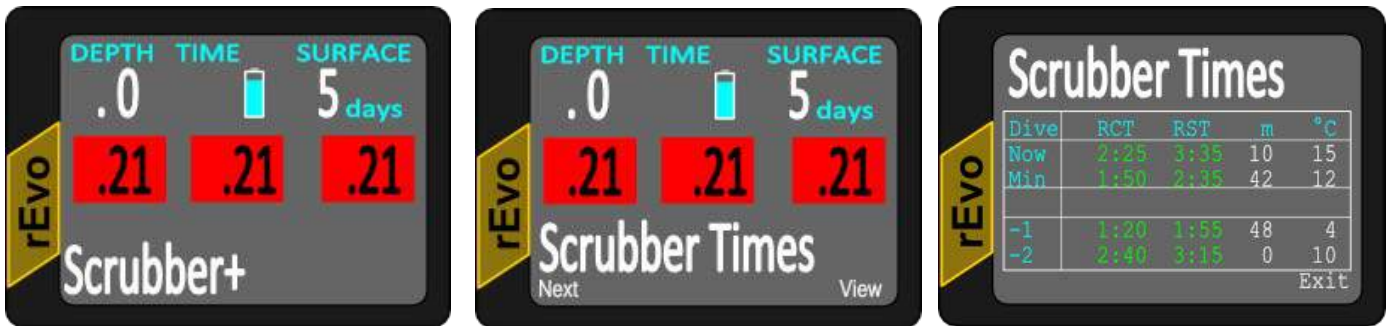 DEPTH TIME SURFACE
.0 5 days
.21 .21 .21
rEvo
Scrubber+
DEPTH TIME SURFACE
.0 5 days
.21 .21 .21
rEvo
Scrubber Times
Next View
Scrubber Times
rEvo
Dive RCT RST m °C
Now 2:25 3:35 10 15
Min 1:50 2:35 42 12
-1 1:20 1:55 48 4
-2 2:40 3:15 0 10
Exit